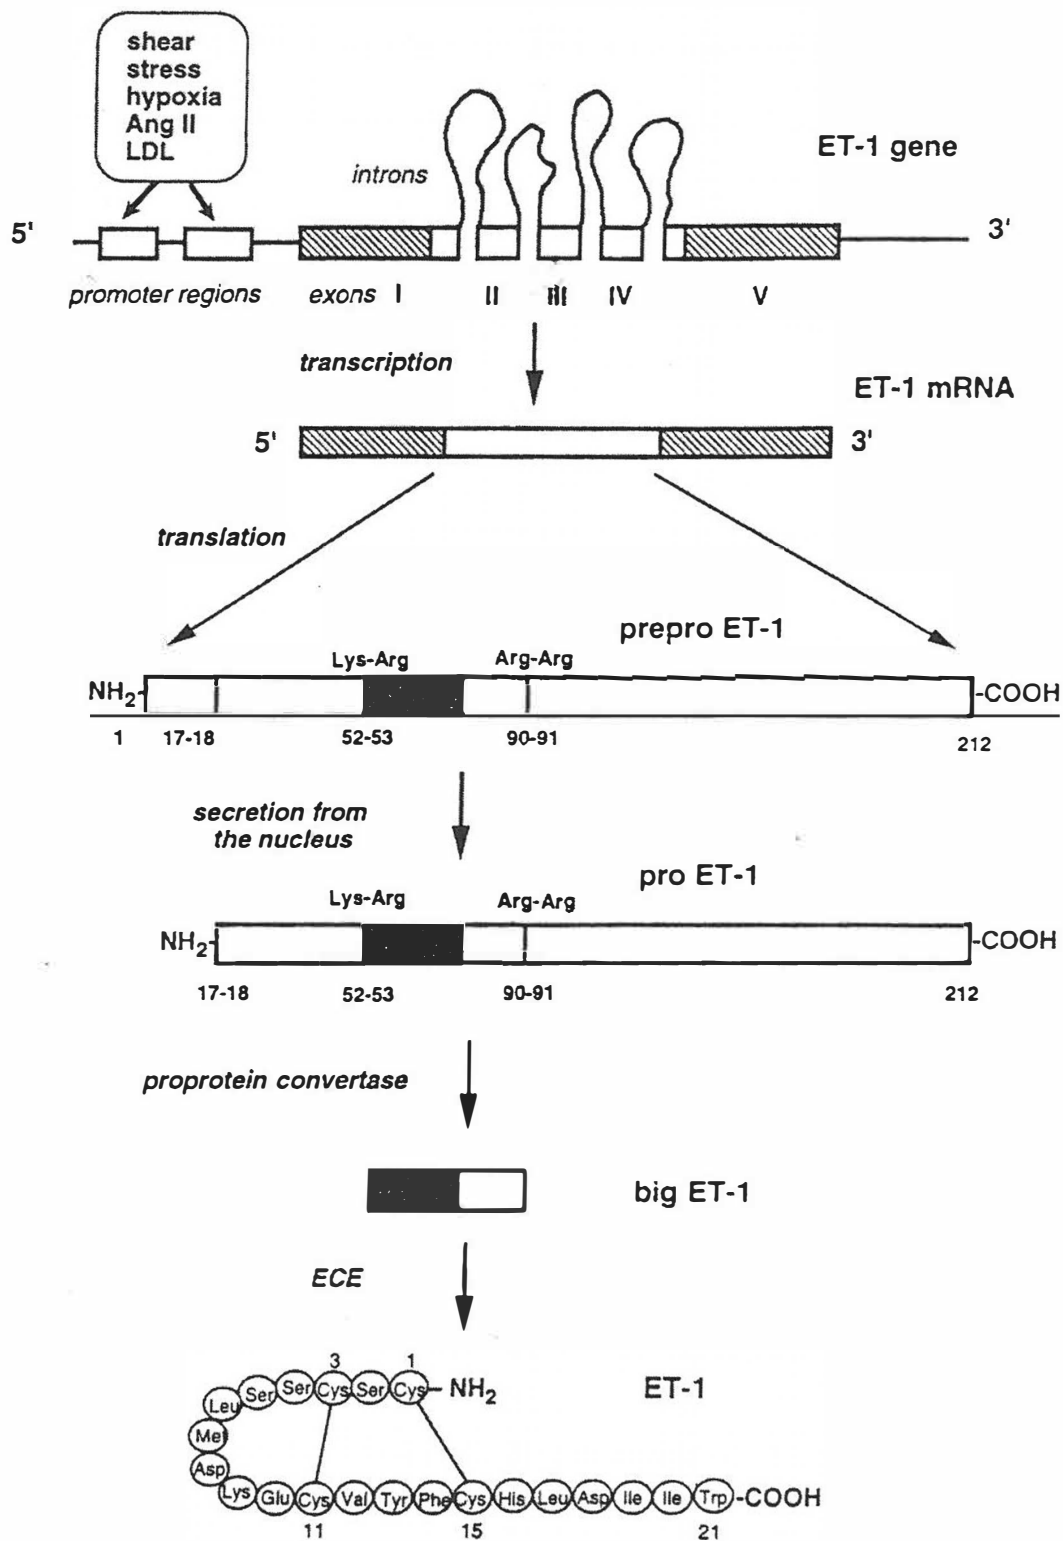 shear
stress
hypoxia
Ang II
LDL
introns
ET-1 gene
5'
3'
promoter regions
exons I II III IV V
transcription
ET-1 mRNA
5'
3'
translation
prepro ET-1
Lys-Arg Arg-Arg
NH2 -COOH
1 17-18 52-53 90-91 212
secretion from
the nucleus
pro ET-1
Lys-Arg Arg-Arg
NH2 -COOH
17-18 52-53 90-91 212
proprotein convertase
big ET-1
ECE
3 1
Leu Ser Ser Cys Ser Cys - NH2
ET-1
Met
Asp
Lys Glu Cys Val Tyr Phe Cys His Leu Asp Ile Ile Trp -COOH
11 15 21